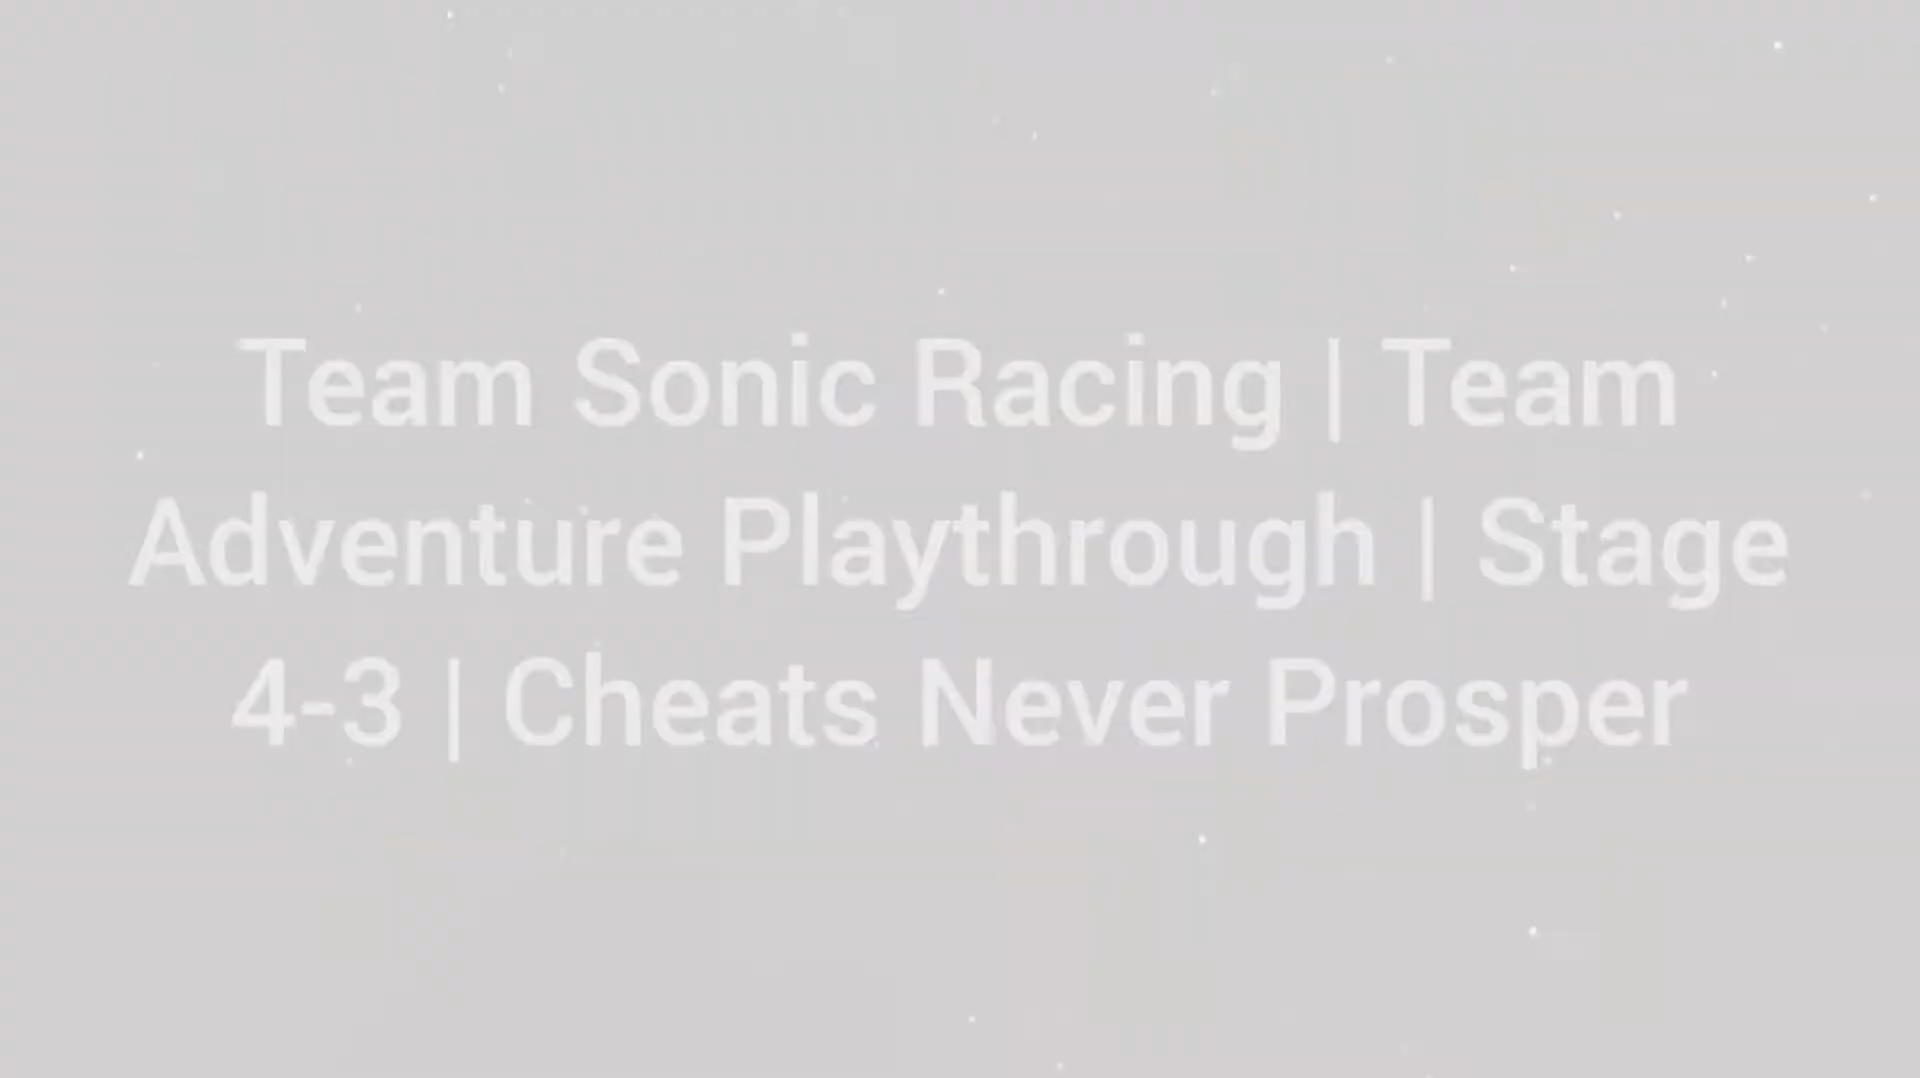 Team Sonic Racing | Team
Adventure Playthrough | Stage
4-3 | Cheats Never Prosper